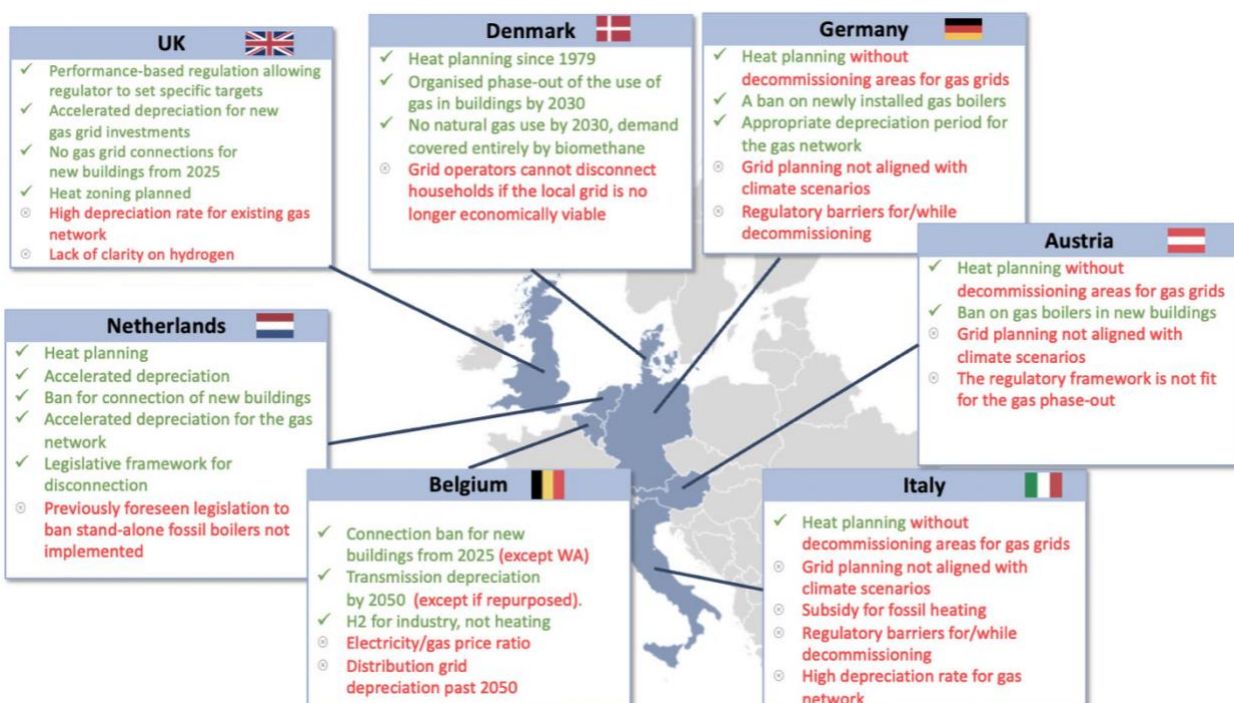 UK
Performance-based regulation allowing
regulator to set specific targets
Accelerated depreciation for new
gas grid investments
No gas grid connections for
new buildings from 2025
Heat zoning planned
High depreciation rate for existing gas
network
Lack of clarity on hydrogen
Denmark
Heat planning since 1979
Organised phase-out of the use of
gas in buildings by 2030
No natural gas use by 2030, demand
covered entirely by biomethane
Grid operators cannot disconnect
households if the local grid is no
longer economically viable
Germany
Heat planning without
decommissioning areas for gas grids
A ban on newly installed gas boilers
Appropriate depreciation period for
the gas network
Grid planning not aligned with
climate scenarios
Regulatory barriers for/while
decommissioning
Austria
Heat planning without
decommissioning areas for gas grids
Ban on gas boilers in new buildings
Grid planning not aligned with
climate scenarios
The regulatory framework is not fit
for the gas phase-out
Netherlands
Heat planning
Accelerated depreciation
Ban for connection of new buildings
Accelerated depreciation for the gas
network
Legislative framework for
disconnection
Previously foreseen legislation to
ban stand-alone fossil boilers not
implemented
Belgium
Connection ban for new
buildings from 2025 (except WA)
Transmission depreciation
by 2050 (except if repurposed).
H2 for industry, not heating
Electricity/gas price ratio
Distribution grid
depreciation past 2050
Italy
Heat planning without
decommissioning areas for gas grids
Grid planning not aligned with
climate scenarios
Subsidy for fossil heating
Regulatory barriers for/while
decommissioning
High depreciation rate for gas
network